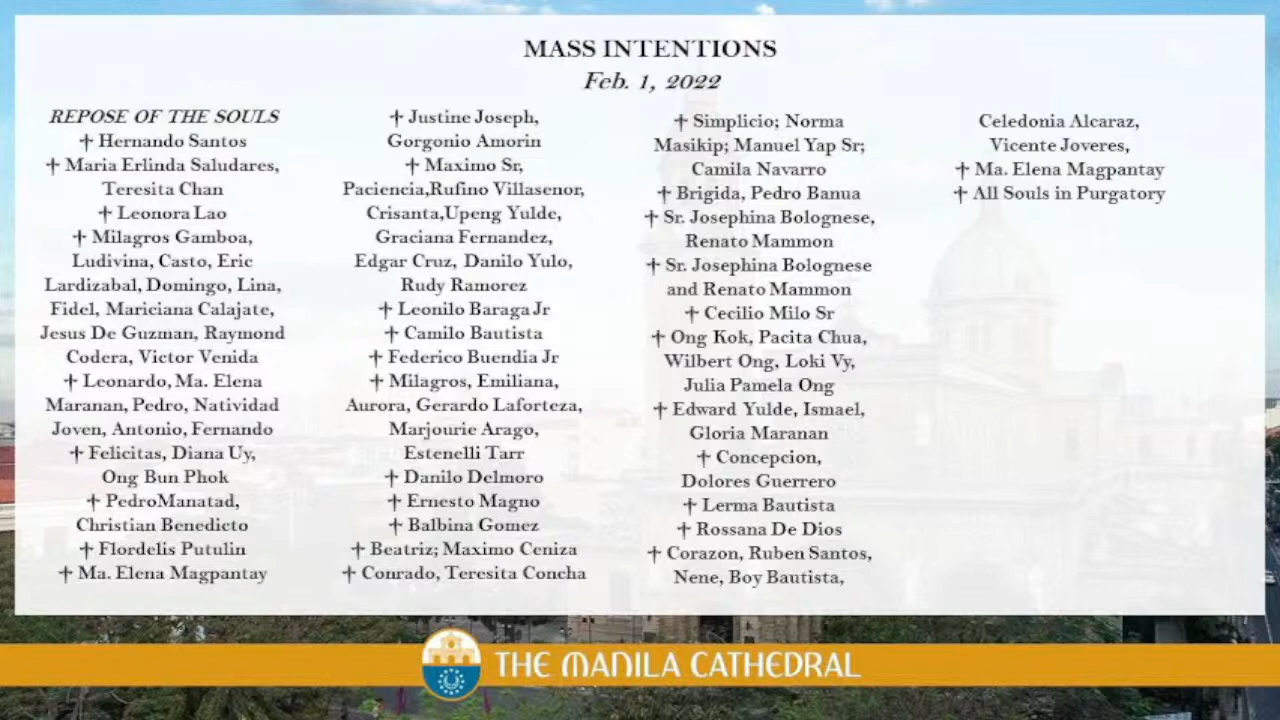 MASS INTENTIONS
Feb. 1, 2022
REPOSE OF THE SOULS
† Hernando Santos
† Maria Erlinda Saludares,
Teresita Chan
† Leonora Lao
† Milagros Gamboa,
Ludivina, Casto, Eric
Lardizabal, Domingo, Lina,
Fidel, Mariciana Calajate,
Jesus De Guzman, Raymond
Codera, Victor Venida
† Leonardo, Ma. Elena
Maranan, Pedro, Natividad
Joven, Antonio, Fernando
† Felicitas, Diana Uy,
Ong Bun Phok
† PedroManatad,
Christian Benedicto
† Flordelis Putulin
† Ma. Elena Magpantay
† Justine Joseph,
Gorgonio Amorin
† Maximo Sr,
Paciencia,Rufino Villasenor,
Crisanta,Upeng Yulde,
Graciana Fernandez,
Edgar Cruz, Danilo Yulo,
Rudy Ramorez
† Leonilo Baraga Jr
† Camilo Bautista
† Federico Buendia Jr
† Milagros, Emiliana,
Aurora, Gerardo Laforteza,
Marjourie Arago,
Estenelli Tarr
† Danilo Delmoro
† Ernesto Magno
† Balbina Gomez
† Beatriz; Maximo Ceniza
† Conrado, Teresita Concha
† Simplicio; Norma
Masikip; Manuel Yap Sr;
Camila Navarro
† Brigida, Pedro Banua
† Sr. Josephina Bolognese,
Renato Mammon
† Sr. Josephina Bolognese
and Renato Mammon
† Cecilio Milo Sr
† Ong Kok, Pacita Chua,
Wilbert Ong, Loki Vy,
Julia Pamela Ong
† Edward Yulde, Ismael,
Gloria Maranan
† Concepcion,
Dolores Guerrero
† Lerma Bautista
† Rossana De Dios
† Corazon, Ruben Santos,
Nene, Boy Bautista,
Celedonia Alcaraz,
Vicente Joveres,
† Ma. Elena Magpantay
† All Souls in Purgatory
THE MANILA CATHEDRAL